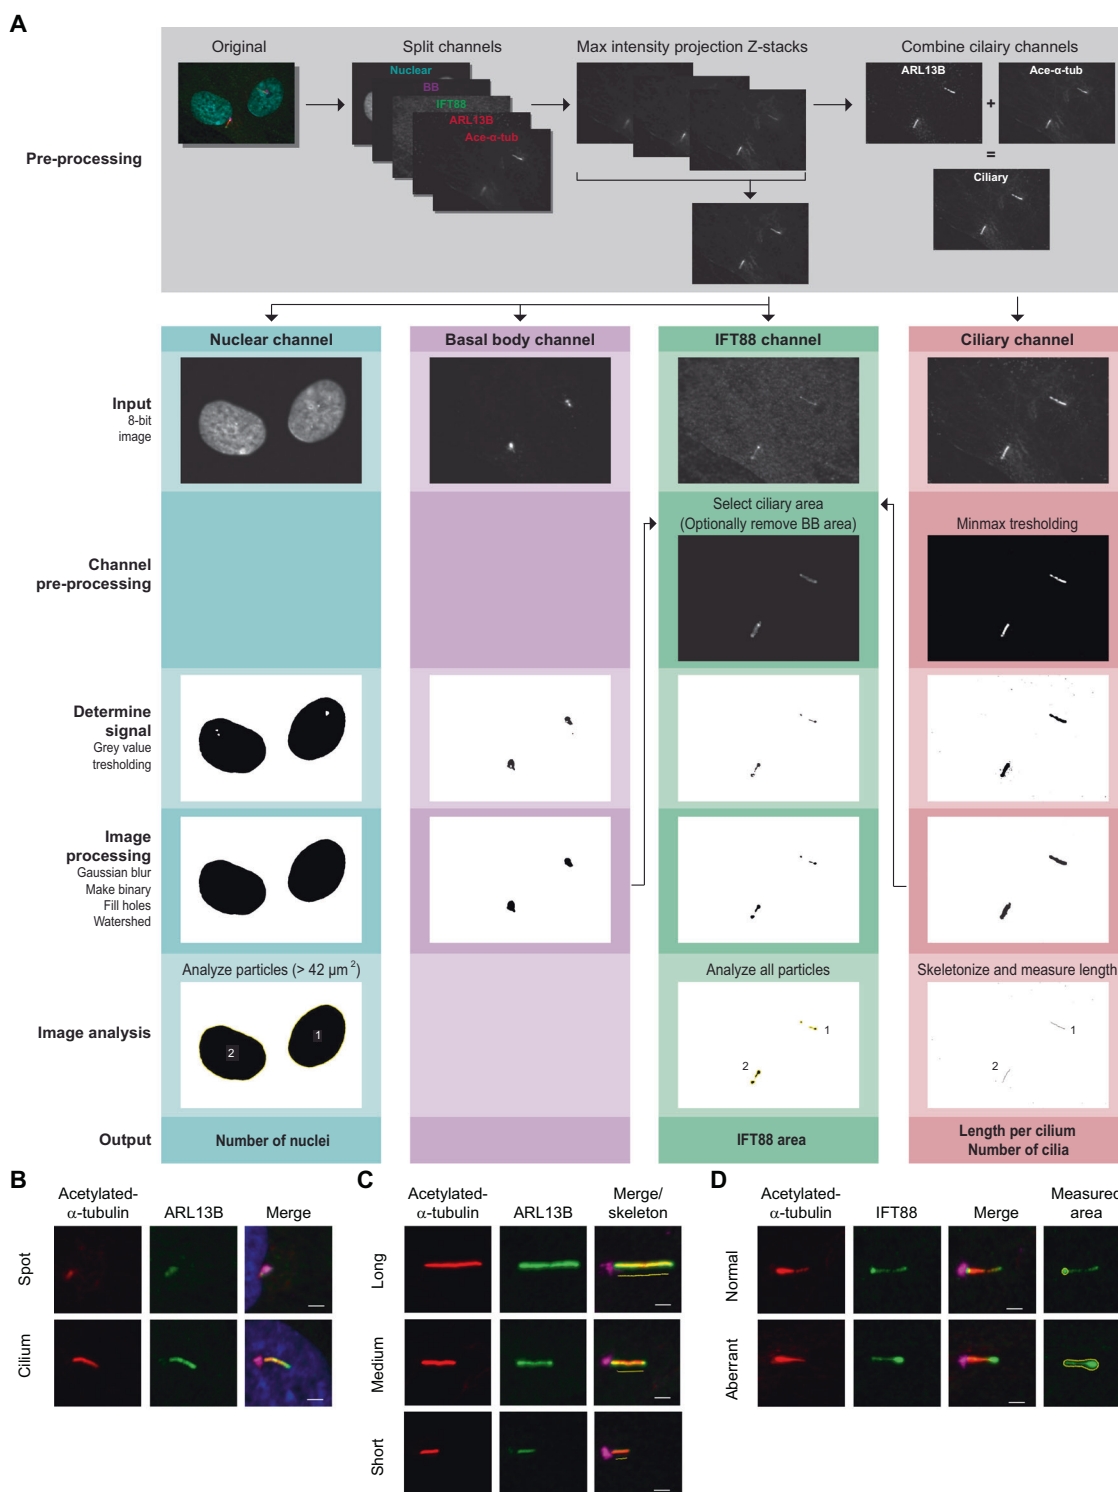 A
Original
Split channels
Max intensity projection Z-stacks
Combine cilairy channels
Nuclear
BB
IFT88
ARL13B
Ace-α-tub
ARL13B
+
Ace-α-tub
=
Ciliary
Pre-processing
Nuclear channel
Basal body channel
IFT88 channel
Ciliary channel
Input
8-bit
image
Channel
pre-processing
Select ciliary area
(Optionally remove BB area)
Minmax tresholding
Determine
signal
Grey value
tresholding
Image
processing
Gaussian blur
Make binary
Fill holes
Watershed
Image analysis
Analyze particles (> 42 µm²)
1
2
Analyze all particles
1
2
Skeletonize and measure length
1
2
Output
Number of nuclei
IFT88 area
Length per cilium
Number of cilia
B
Acetylated-
α-tubulin
ARL13B
Merge
Spot
Cilium
C
Acetylated-
α-tubulin
ARL13B
Merge/
skeleton
Long
Medium
Short
D
Acetylated-
α-tubulin
IFT88
Merge
Measured
area
Normal
Aberrant